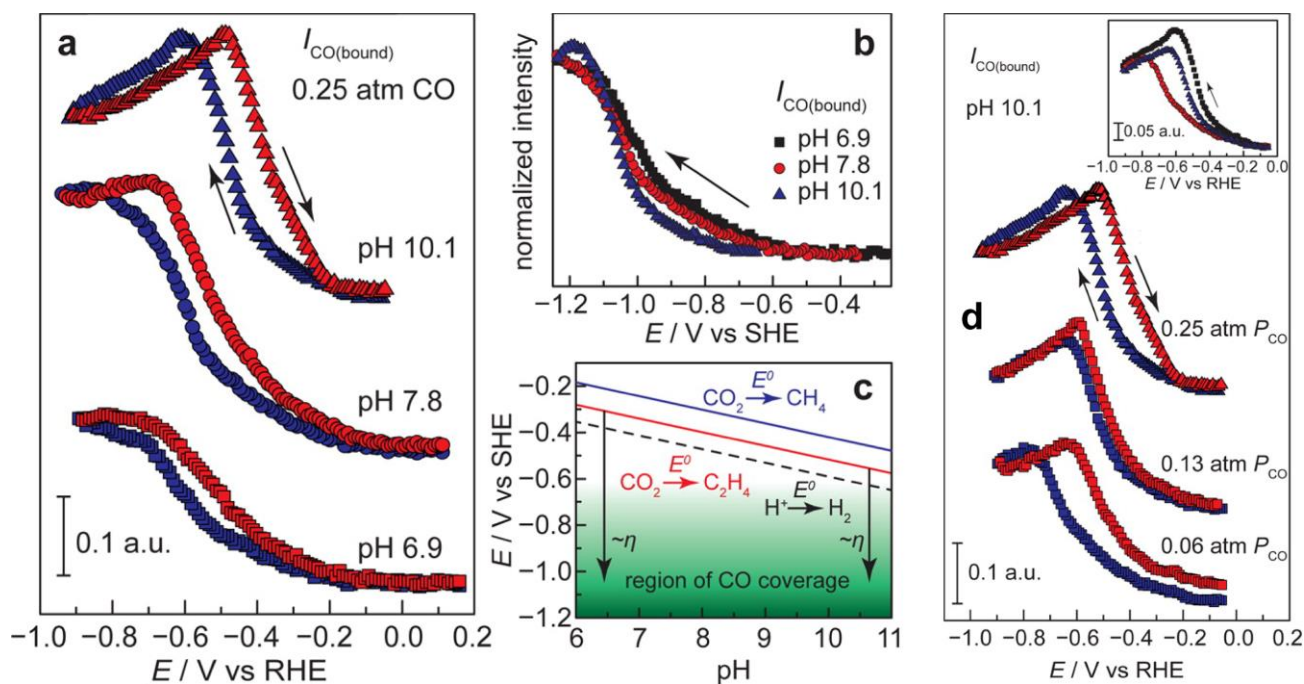 a
I_CO(bound)
0.25 atm CO
pH 10.1
pH 7.8
pH 6.9
0.1 a.u.
−1.0 −0.8 −0.6 −0.4 −0.2 0.0 0.2
E / V vs RHE
b
normalized intensity
I_CO(bound)
pH 6.9
pH 7.8
pH 10.1
−1.2 −1.0 −0.8 −0.6 −0.4
E / V vs SHE
c
E / V vs SHE
−0.2
−0.4
−0.6
−0.8
−1.0
−1.2
E⁰
CO₂ → CH₄
E⁰
CO₂ → C₂H₄
E⁰
H⁺ → H₂
~η
~η
region of CO coverage
6 7 8 9 10 11
pH
d
I_CO(bound)
pH 10.1
0.05 a.u.
−1.0 −0.8 −0.6 −0.4 −0.2 0.0
E / V vs RHE
0.25 atm P_CO
0.13 atm P_CO
0.06 atm P_CO
0.1 a.u.
−1.0 −0.8 −0.6 −0.4 −0.2 0.0 0.2
E / V vs RHE